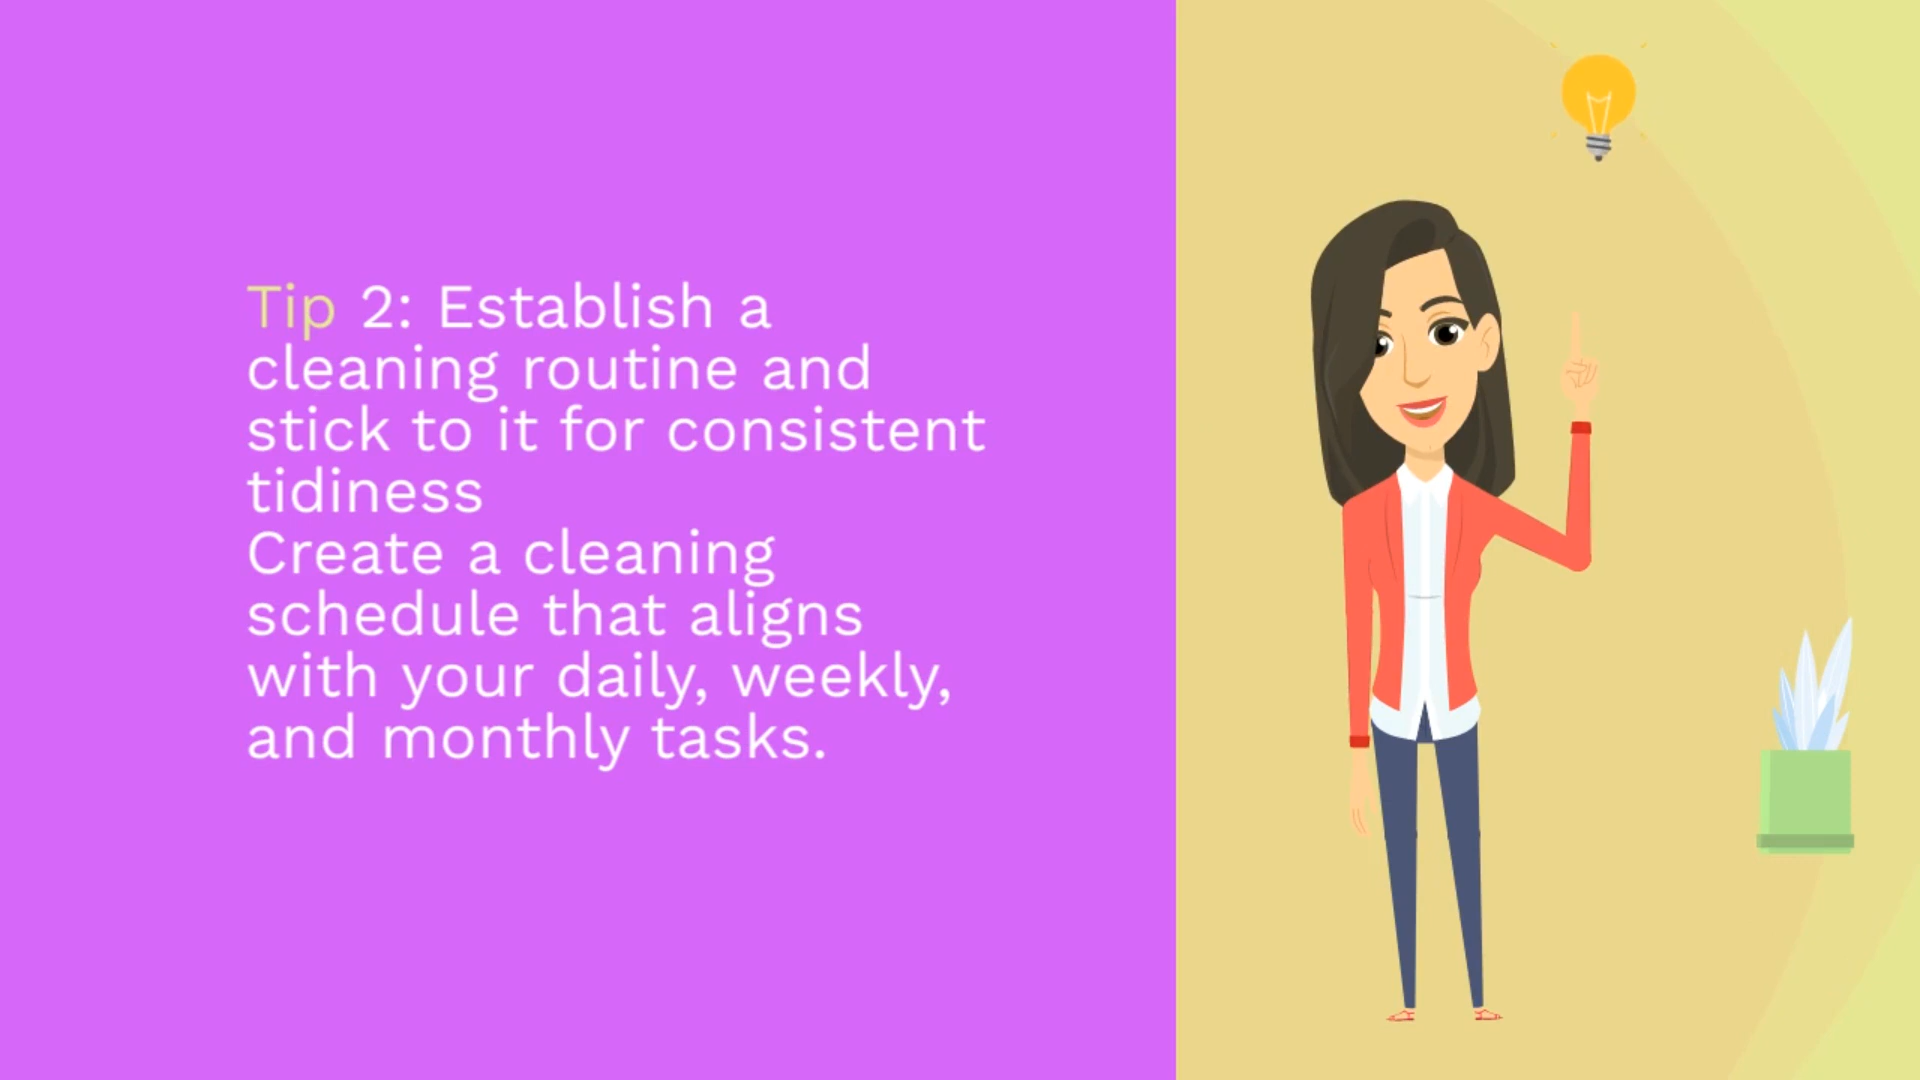 Tip 2: Establish a
cleaning routine and
stick to it for consistent
tidiness
Create a cleaning
schedule that aligns
with your daily, weekly,
and monthly tasks.